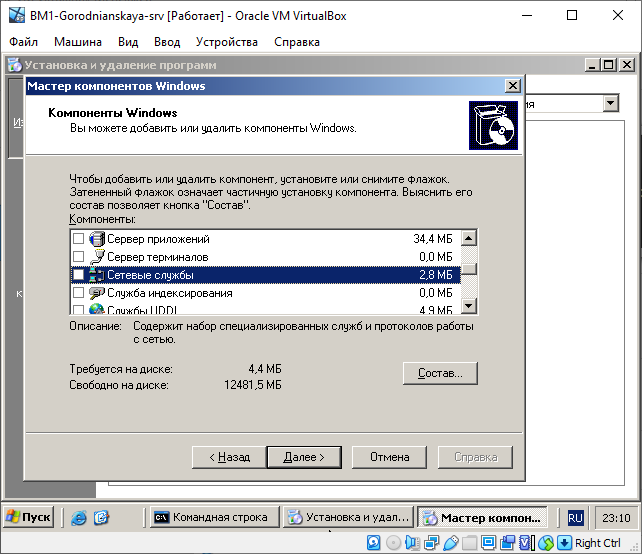 BM1-Gorodnianskaya-srv [Работает] - Oracle VM VirtualBox
Файл Машина Вид Ввод Устройства Справка
Установка и удаление программ
Мастер компонентов Windows
Компоненты Windows
Вы можете добавить или удалить компоненты Windows.
Чтобы добавить или удалить компонент, установите или снимите флажок.
Затененный флажок означает частичную установку компонента. Выяснить его
состав позволяет кнопка "Состав".
Компоненты:
Сервер приложений 34,4 МБ
Сервер терминалов 0,0 МБ
Сетевые службы 2,8 МБ
Служба индексирования 0,0 МБ
Службы UDDI 4,9 МБ
Описание: Содержит набор специализированных служб и протоколов работы
с сетью.
Требуется на диске: 4,4 МБ
Свободно на диске: 12481,5 МБ
Состав...
< Назад Далее > Отмена Справка
Пуск Командная строка Установка и удал... Мастер компон... RU 23:10
Right Ctrl